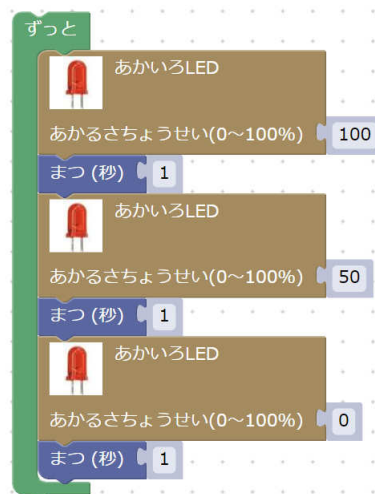 ずっと
あかいろLED
あかるさちょうせい(0～100%) 100
まつ (秒) 1
あかいろLED
あかるさちょうせい(0～100%) 50
まつ (秒) 1
あかいろLED
あかるさちょうせい(0～100%) 0
まつ (秒) 1